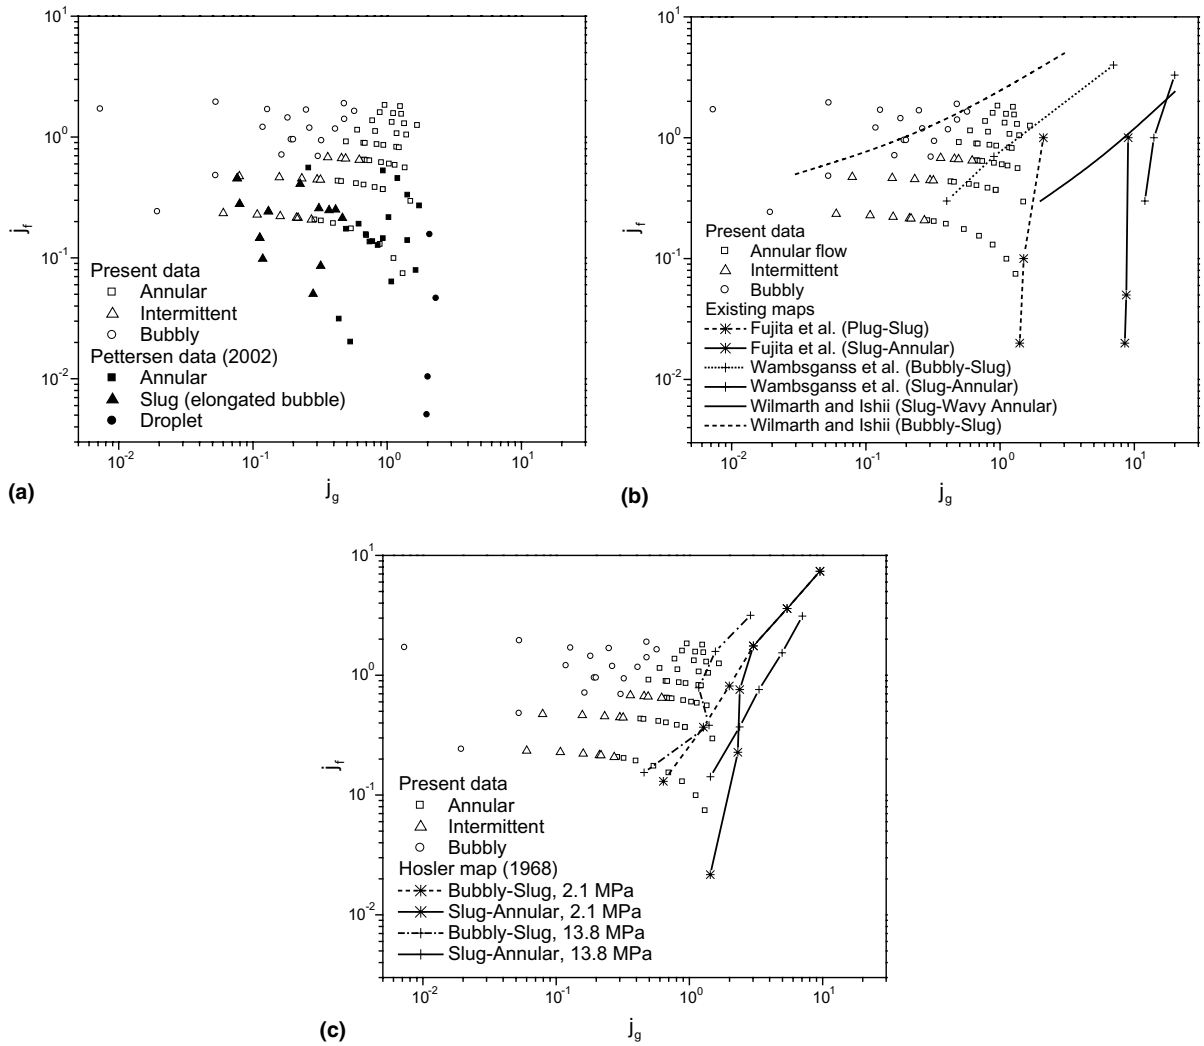 10^1
10^0
10^-1
10^-2
j_f
Present data
Annular
Intermittent
Bubbly
Pettersen data (2002)
Annular
Slug (elongated bubble)
Droplet
10^-2 10^-1 10^0 10^1
j_g
(a)
10^1
10^0
10^-1
10^-2
j_f
Present data
Annular flow
Intermittent
Bubbly
Existing maps
Fujita et al. (Plug-Slug)
Fujita et al. (Slug-Annular)
Wambsganss et al. (Bubbly-Slug)
Wambsganss et al. (Slug-Annular)
Wilmarth and Ishii (Slug-Wavy Annular)
Wilmarth and Ishii (Bubbly-Slug)
10^-2 10^-1 10^0 10^1
j_g
(b)
10^1
10^0
10^-1
10^-2
j_f
Present data
Annular
Intermittent
Bubbly
Hosler map (1968)
Bubbly-Slug, 2.1 MPa
Slug-Annular, 2.1 MPa
Bubbly-Slug, 13.8 MPa
Slug-Annular, 13.8 MPa
10^-2 10^-1 10^0 10^1
j_g
(c)